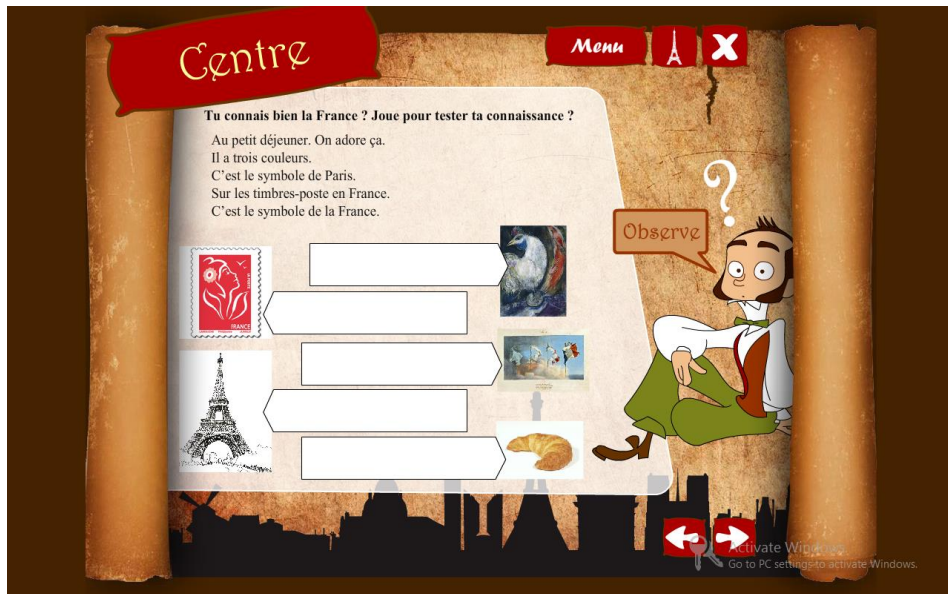 Centre
Menu
Tu connais bien la France ? Joue pour tester ta connaissance ?
Au petit déjeuner. On adore ça.
Il a trois couleurs.
C'est le symbole de Paris.
Sur les timbres-poste en France.
C'est le symbole de la France.
Observe
FRANCE
Activate Windows
Go to PC settings to activate Windows.